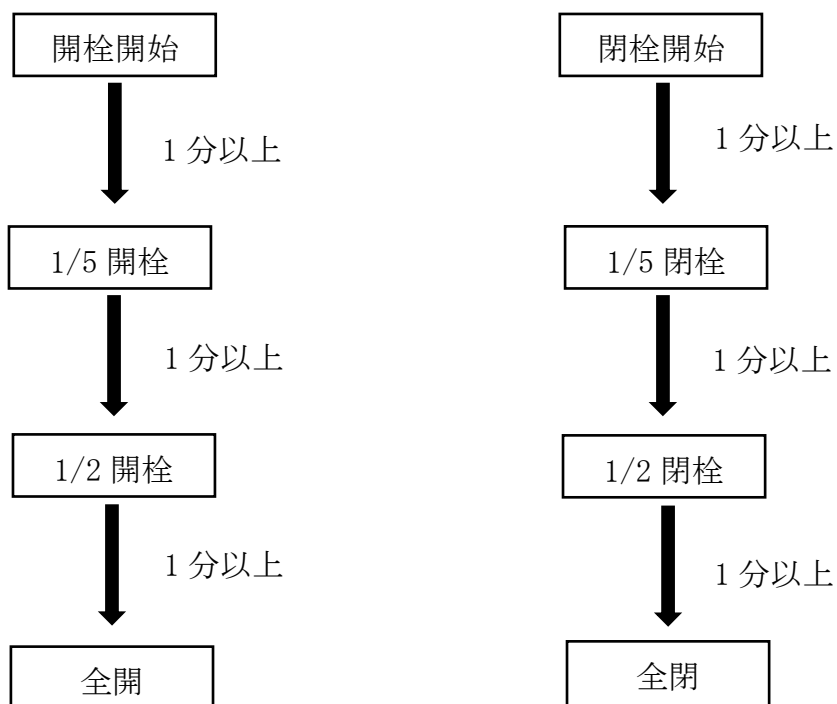 開栓開始
1 分以上
1/5 開栓
1 分以上
1/2 開栓
1 分以上
全開
閉栓開始
1 分以上
1/5 閉栓
1 分以上
1/2 閉栓
1 分以上
全閉